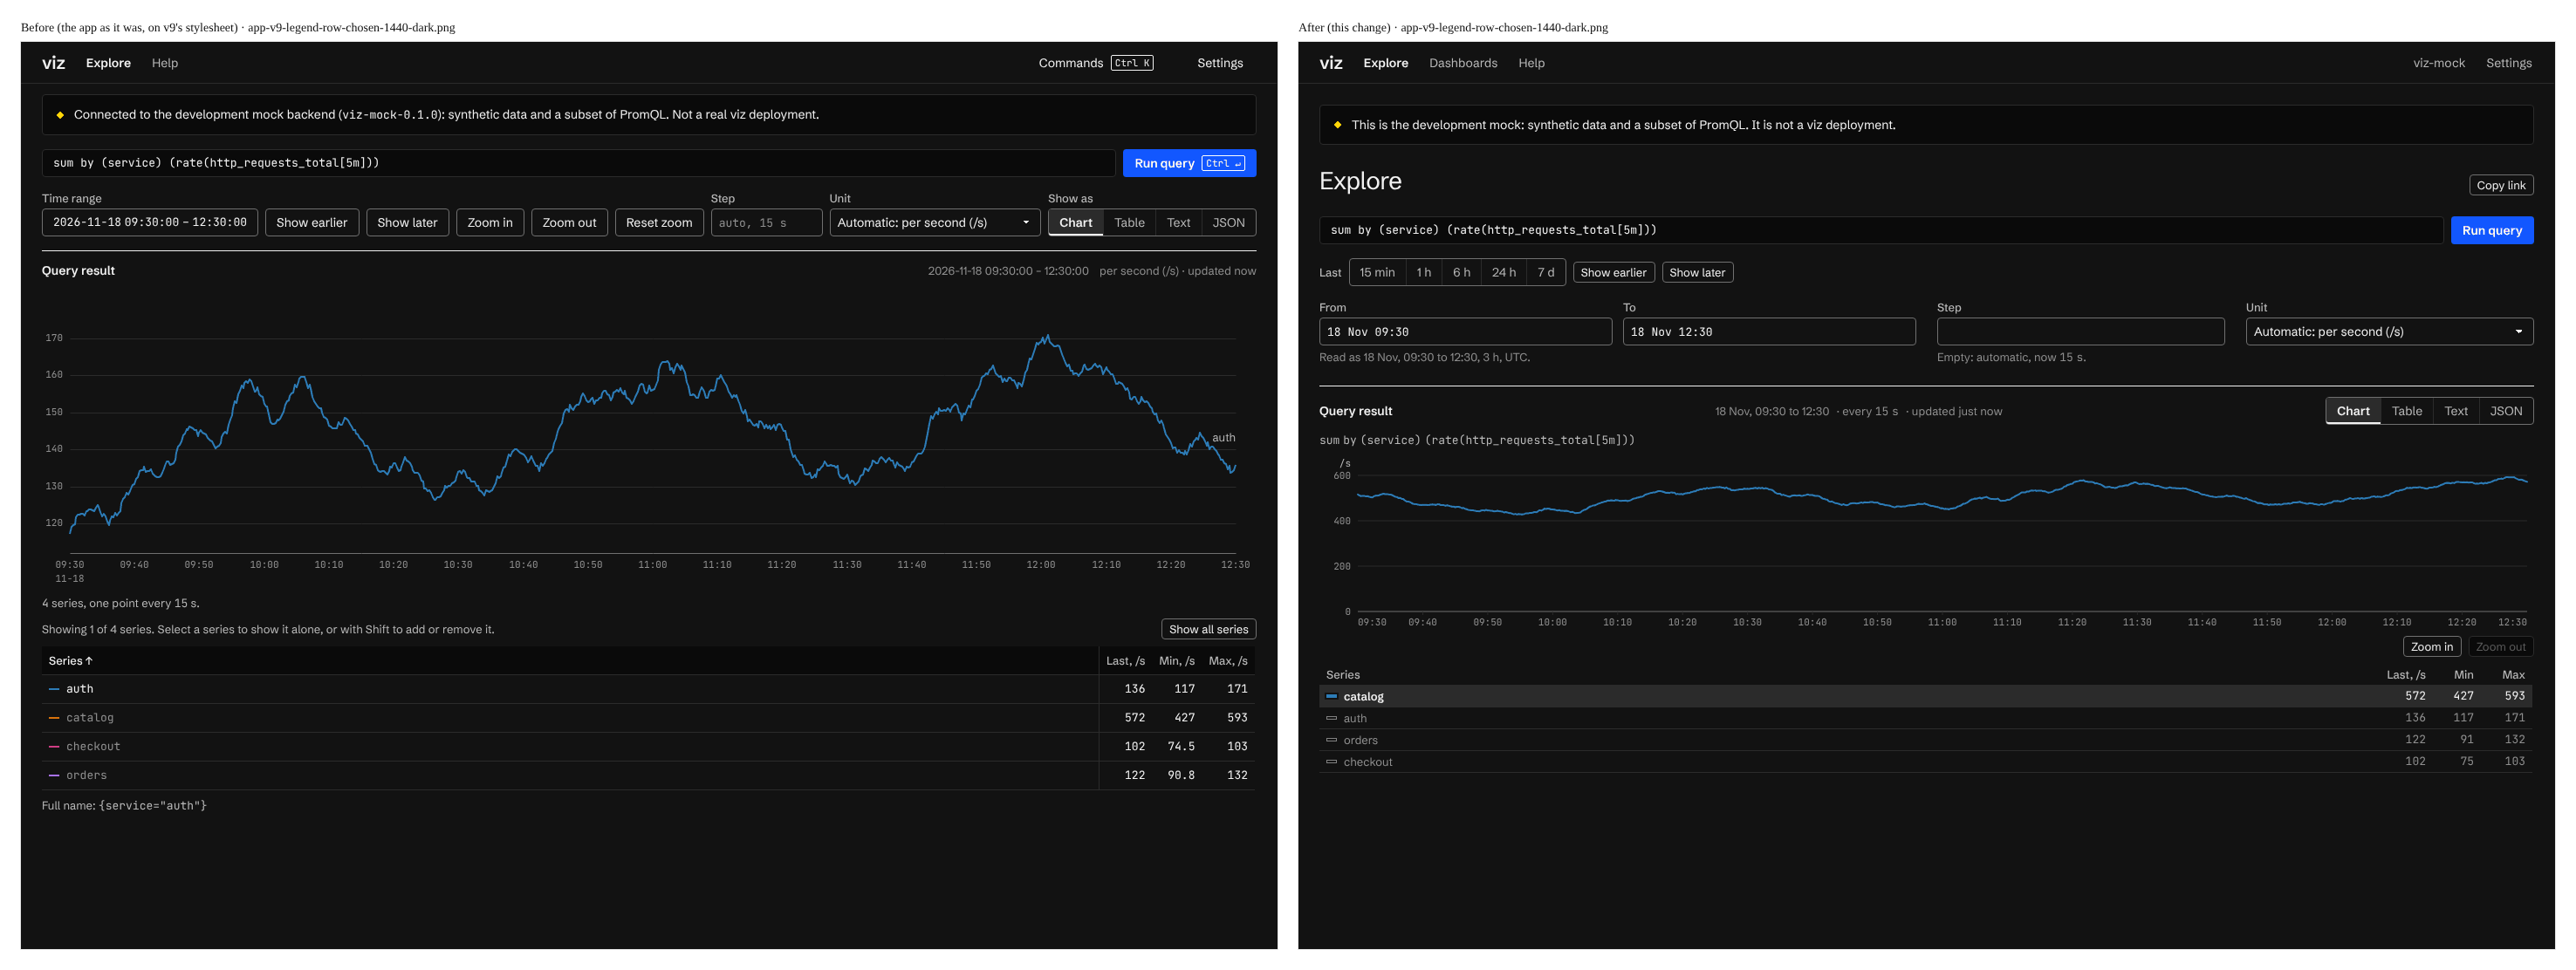 Before (the app as it was, on v9's stylesheet) · app-v9-legend-row-chosen-1440-dark.png
viz Explore Help Commands Ctrl K Settings
Connected to the development mock backend (viz-mock-0.1.0): synthetic data and a subset of PromQL. Not a real viz deployment.
sum by (service) (rate(http_requests_total[5m])) Run query Ctrl ↵
Time range Step Unit Show as
2026-11-18 09:30:00 – 12:30:00 Show earlier Show later Zoom in Zoom out Reset zoom auto, 15 s Automatic: per second (/s) Chart Table Text JSON
Query result 2026-11-18 09:30:00 – 12:30:00 per second (/s) · updated now
170
160
150
140
130
120
auth
09:30 09:40 09:50 10:00 10:10 10:20 10:30 10:40 10:50 11:00 11:10 11:20 11:30 11:40 11:50 12:00 12:10 12:20 12:30
11-18
4 series, one point every 15 s.
Showing 1 of 4 series. Select a series to show it alone, or with Shift to add or remove it. Show all series
Series ↑ Last, /s Min, /s Max, /s
auth 136 117 171
catalog 572 427 593
checkout 102 74.5 103
orders 122 90.8 132
Full name: {service="auth"}
After (this change) · app-v9-legend-row-chosen-1440-dark.png
viz Explore Dashboards Help viz-mock Settings
This is the development mock: synthetic data and a subset of PromQL. It is not a viz deployment.
Explore Copy link
sum by (service) (rate(http_requests_total[5m])) Run query
Last 15 min 1 h 6 h 24 h 7 d Show earlier Show later
From To Step Unit
18 Nov 09:30 18 Nov 12:30 Automatic: per second (/s)
Read as 18 Nov, 09:30 to 12:30, 3 h, UTC. Empty: automatic, now 15 s.
Query result 18 Nov, 09:30 to 12:30 · every 15 s · updated just now Chart Table Text JSON
sum by (service) (rate(http_requests_total[5m]))
/s
600
400
200
0
09:30 09:40 09:50 10:00 10:10 10:20 10:30 10:40 10:50 11:00 11:10 11:20 11:30 11:40 11:50 12:00 12:10 12:20 12:30
Zoom in Zoom out
Series Last, /s Min Max
catalog 572 427 593
auth 136 117 171
orders 122 91 132
checkout 102 75 103